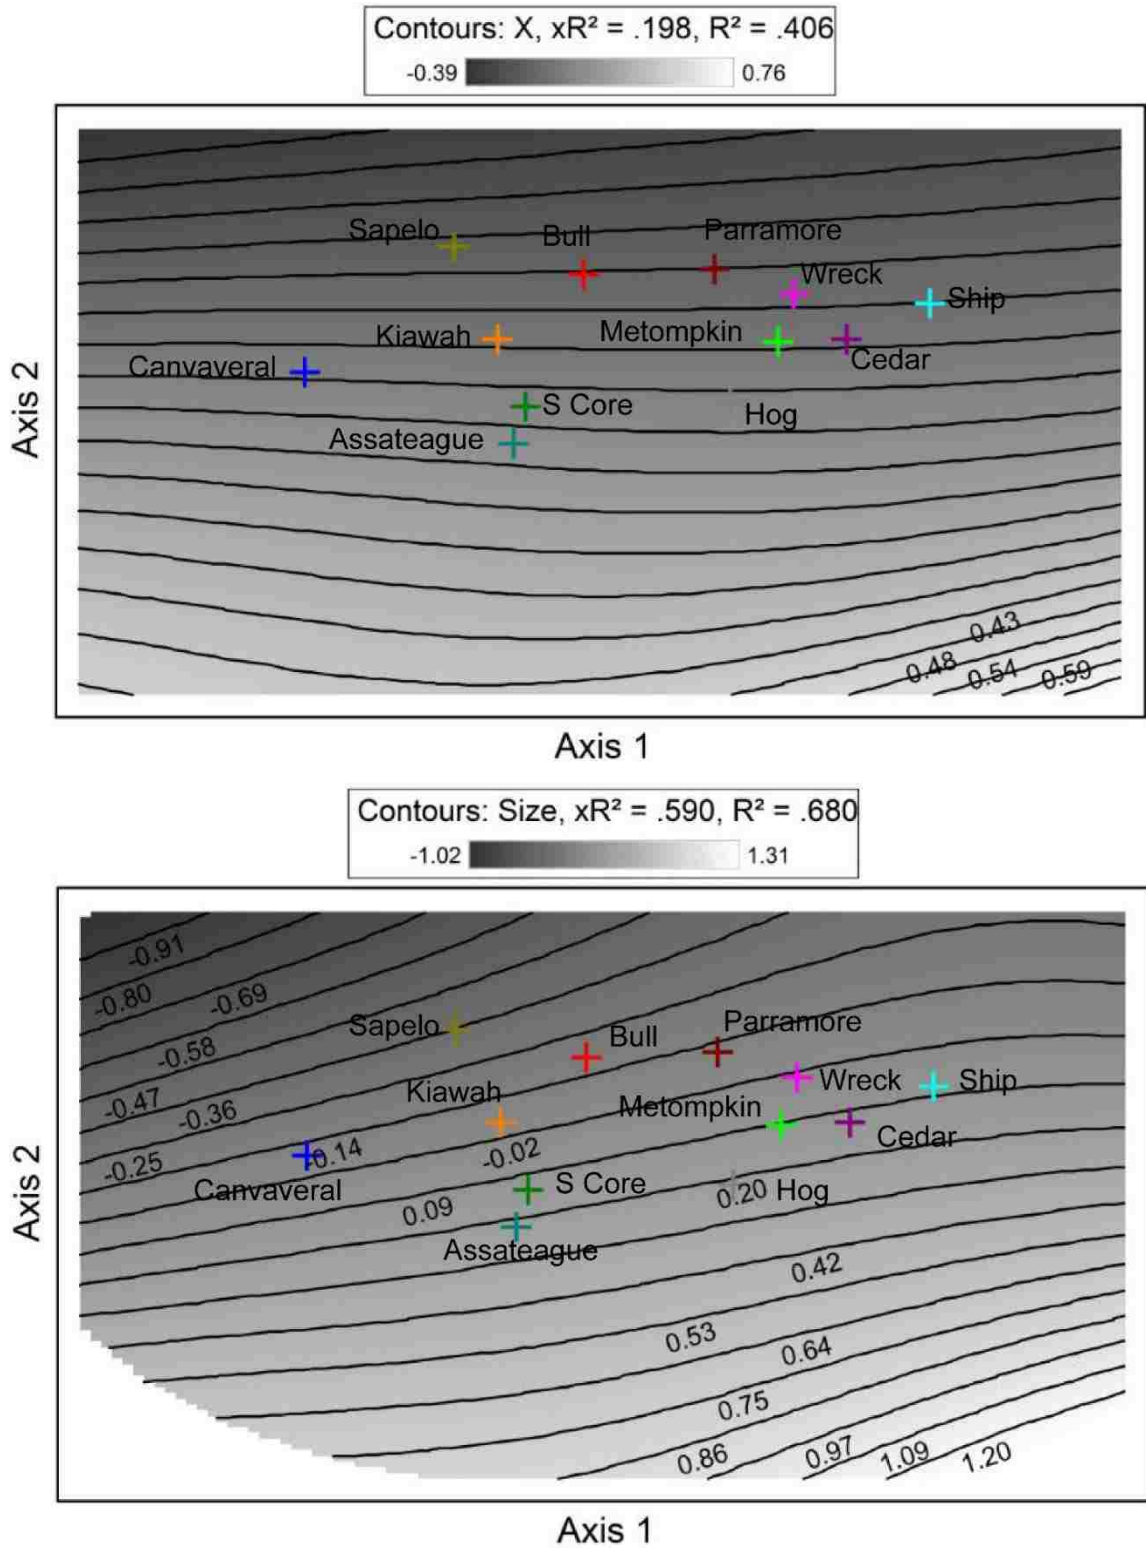 Contours: X, xR² = .198, R² = .406
-0.39 0.76
Sapelo
Bull
Parramore
Wreck
Ship
Kiawah
Metompkin
Cedar
Canvaveral
S Core
Hog
Assateague
0.43
0.48
0.54
0.59
Axis 2
Axis 1
Contours: Size, xR² = .590, R² = .680
-1.02 1.31
-0.91
-0.80
-0.69
Sapelo
Bull
Parramore
-0.58
Kiawah
Wreck
Ship
-0.47
-0.36
Metompkin
Cedar
-0.25
-0.14
-0.02
Canvaveral
S Core
0.20
Hog
0.09
Assateague
0.42
0.53
0.64
0.75
0.86
0.97
1.09
1.20
Axis 2
Axis 1